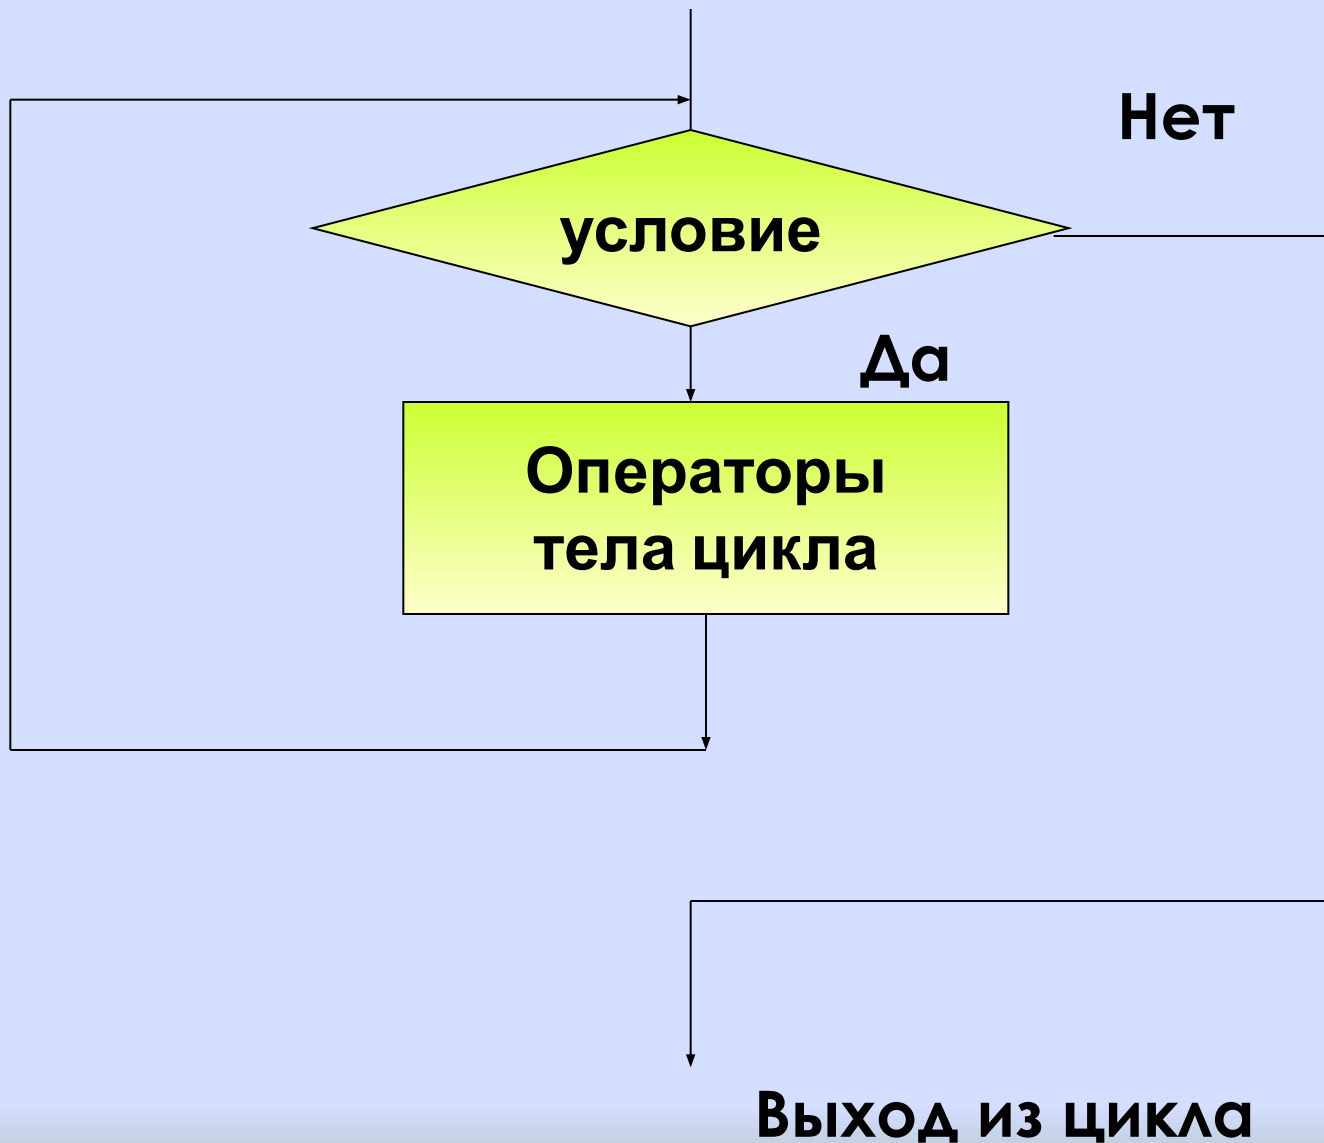 Нет
условие
Да
Операторы
тела цикла
Выход из цикла